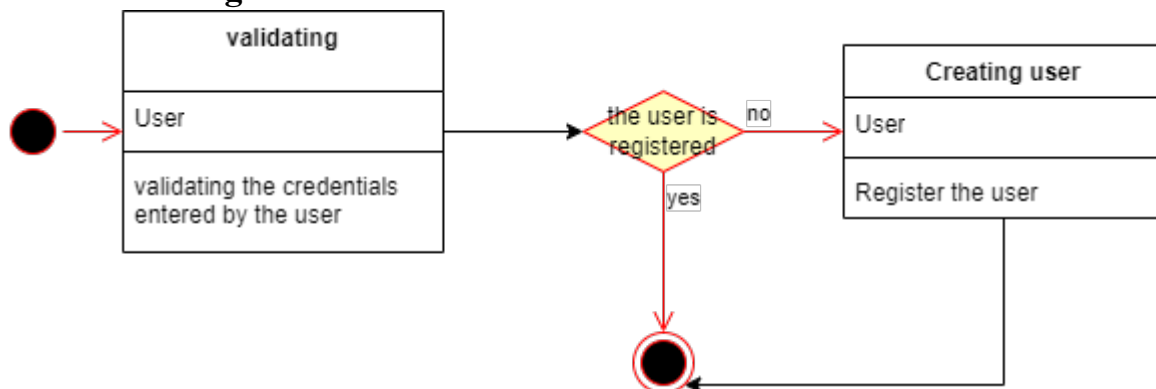 validating
User
validating the credentials
entered by the user
the user is
registered
no
yes
Creating user
User
Register the user